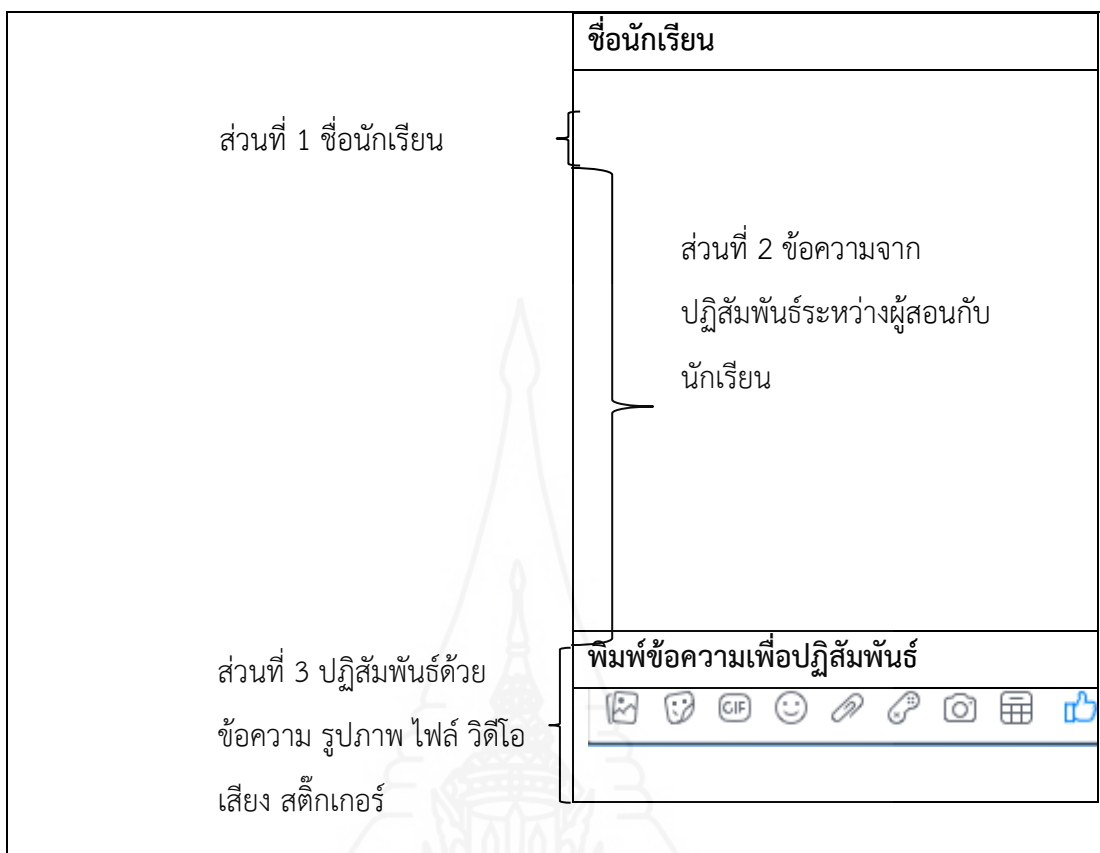 ชื่อนักเรียน
ส่วนที่ 1 ชื่อนักเรียน
ส่วนที่ 2 ข้อความจาก
ปฏิสัมพันธ์ระหว่างผู้สอนกับ
นักเรียน
พิมพ์ข้อความเพื่อปฏิสัมพันธ์
ส่วนที่ 3 ปฏิสัมพันธ์ด้วย
ข้อความ รูปภาพ ไฟล์ วิดีโอ
เสียง สติ๊กเกอร์
GIF